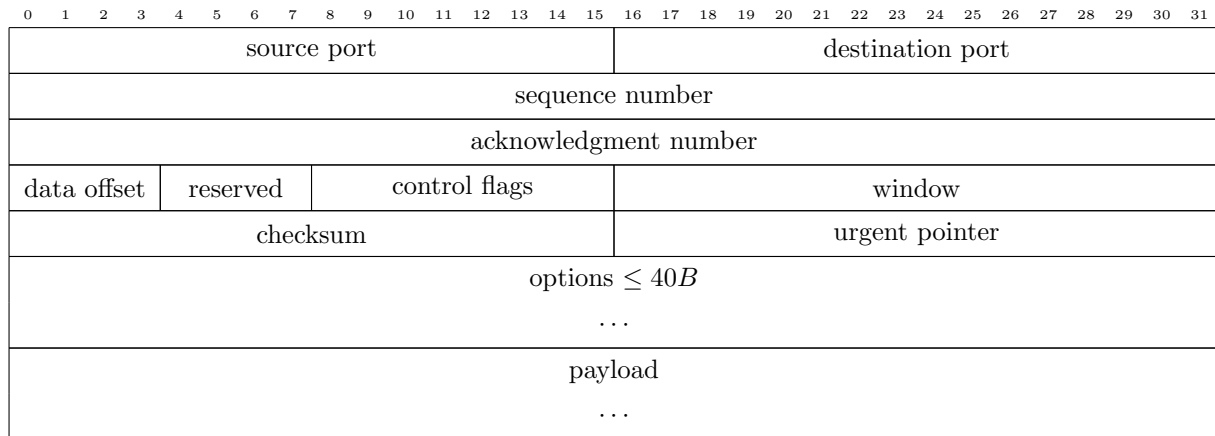 0 1 2 3 4 5 6 7 8 9 10 11 12 13 14 15 16 17 18 19 20 21 22 23 24 25 26 27 28 29 30 31
source port destination port
sequence number
acknowledgment number
data offset reserved control flags window
checksum urgent pointer
options ≤ 40B
...
payload
...